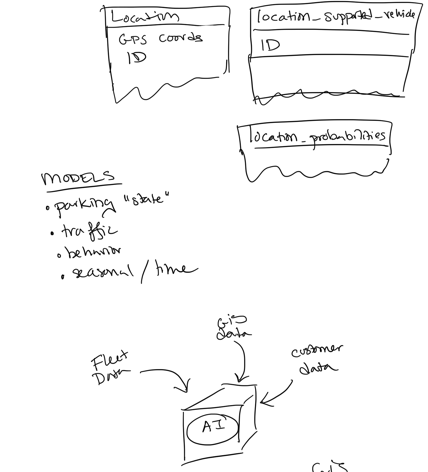 Location
GPS coords
ID
location_supported_vehicle
ID
location_probabilities
MODELS
• parking "state"
• traffic
• behavior
• seasonal / time
GIS
data
Fleet
Data
customer
data
AI
GIS